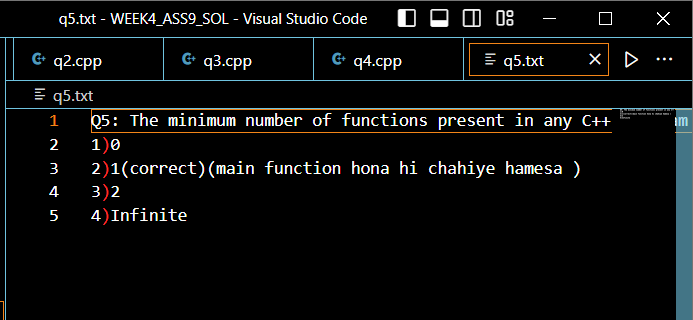 q5.txt - WEEK4_ASS9_SOL - Visual Studio Code
q2.cpp
q3.cpp
q4.cpp
q5.txt
q5.txt
1 Q5: The minimum number of functions present in any C++
2 1)0
3 2)1(correct)(main function hona hi chahiye hamesa )
4 3)2
5 4)Infinite